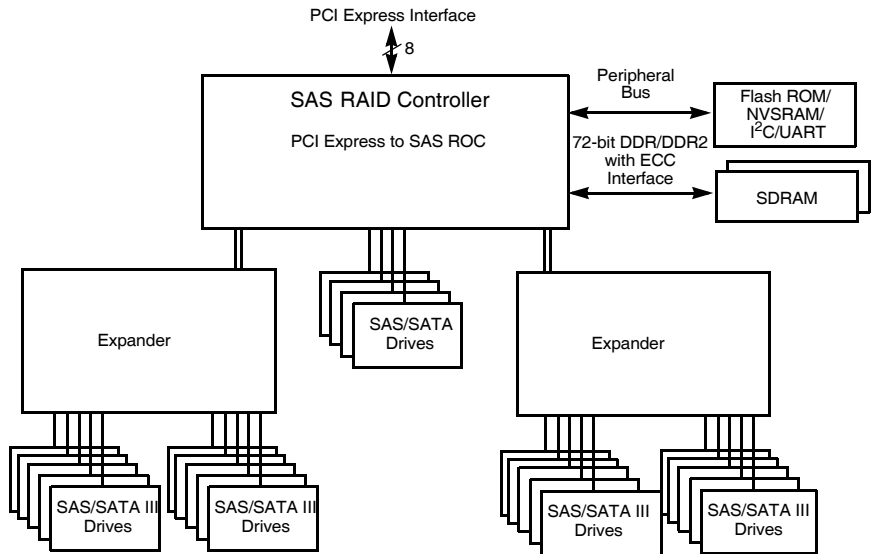 PCI Express Interface
8
SAS RAID Controller
PCI Express to SAS ROC
Peripheral
Bus
Flash ROM/
NVSRAM/
I²C/UART
72-bit DDR/DDR2
with ECC
Interface
SDRAM
Expander
SAS/SATA
Drives
Expander
SAS/SATA III
Drives
SAS/SATA III
Drives
SAS/SATA III
Drives
SAS/SATA III
Drives